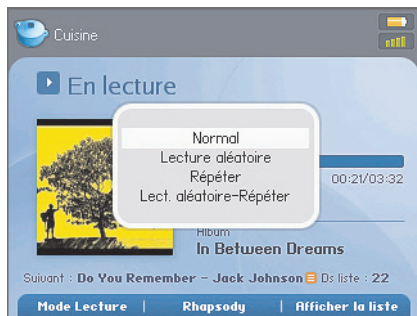 Cuisine
En lecture
Normal
Lecture aléatoire
Répéter
Lect. aléatoire-Répéter
00:21/03:32
Album
In Between Dreams
Suivant : Do You Remember - Jack Johnson Ds liste : 22
Mode Lecture | Rhapsody | Afficher la liste